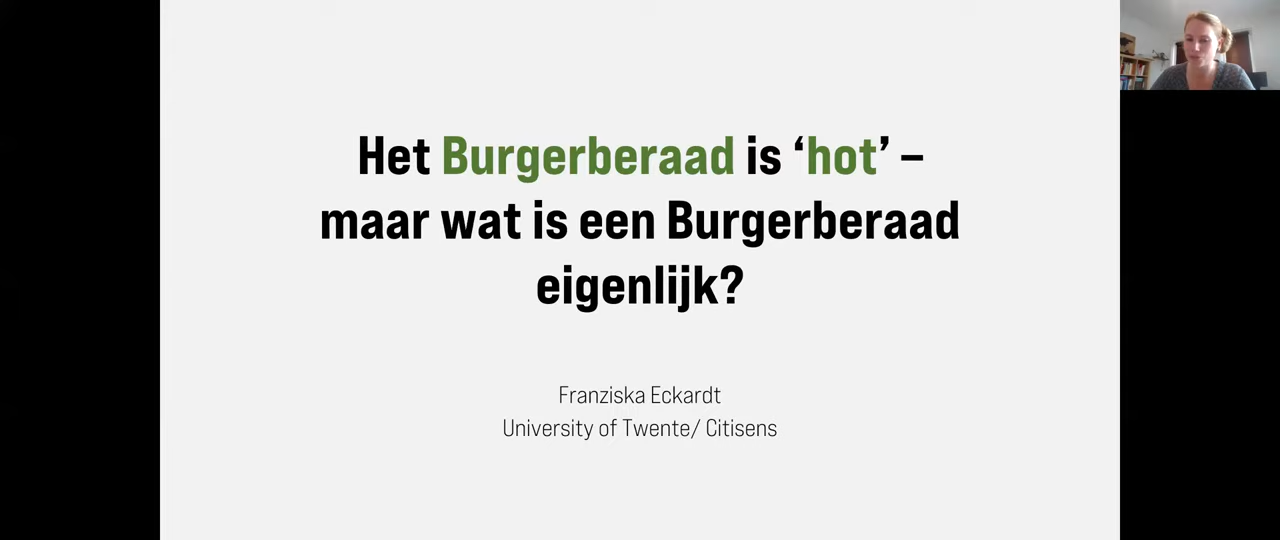 Het Burgerberaad is ‘hot’ –
maar wat is een Burgerberaad
eigenlijk?
Franziska Eckardt
University of Twente/ Citisens